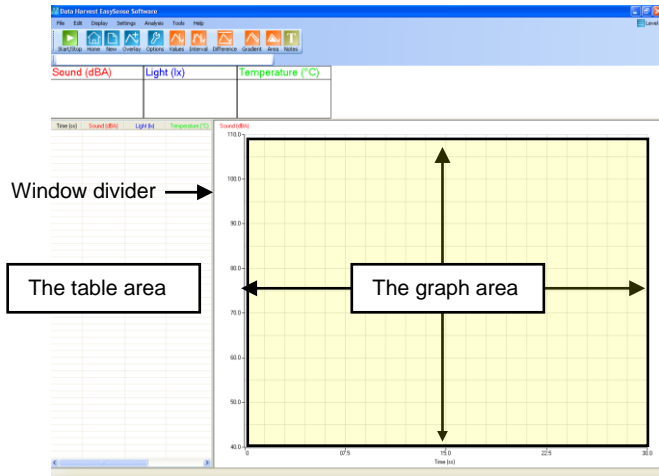 Data Harvest EasySense Software
File Edit Display Settings Analysis Tools Help
Level
Start/Stop Home New Overlay Options Values Interval Difference Gradient Area Notes
Sound (dBA) Light (lx) Temperature (°C)
Time (ss) Sound (dBA) Light (lx) Temperature (°C)
Sound (dBA)
110.0
100.0
Window divider
90.0
80.0
The table area
The graph area
70.0
60.0
50.0
40.0
0 07.5 15.0 22.5 30.0
Time (ss)